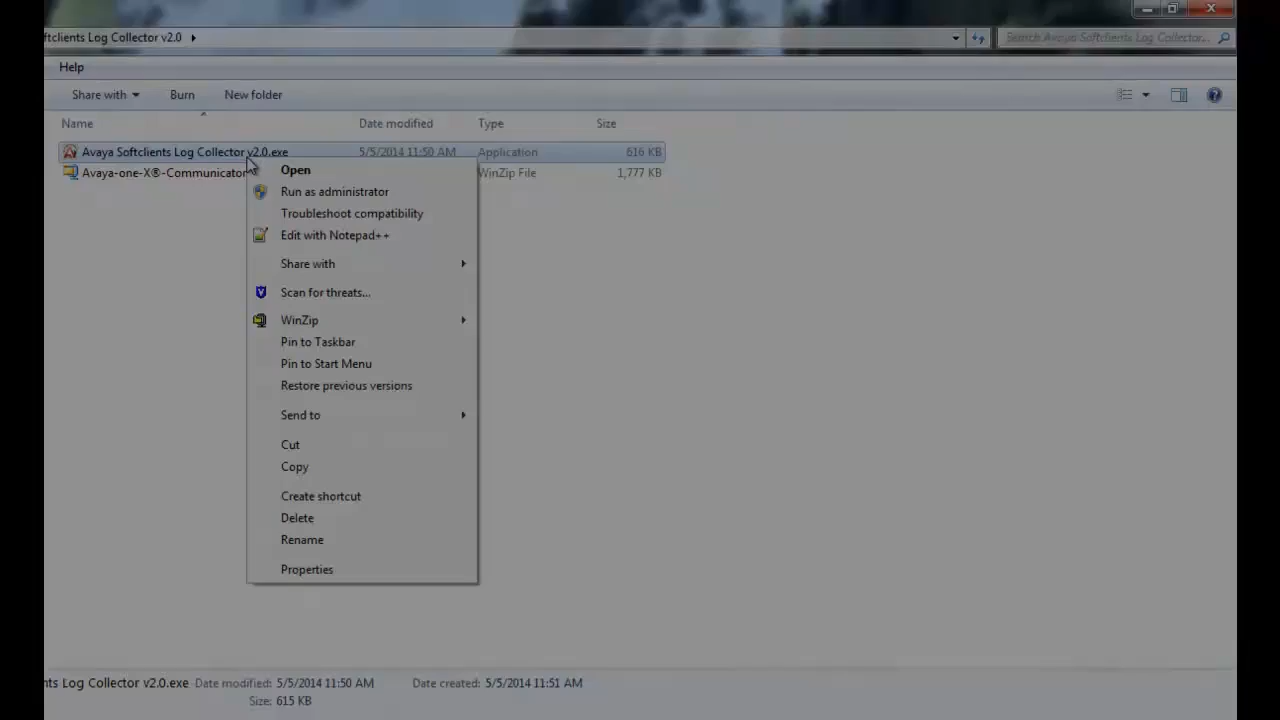 ftclients Log Collector v2.0
Search Avaya Softclients Log Collector...
Help
Share with Burn New folder
Name Date modified Type Size
Avaya Softclients Log Collector v2.0.exe 5/5/2014 11:50 AM Application 616 KB
Avaya-one-X®-Communicator WinZip File 1,777 KB
Open
Run as administrator
Troubleshoot compatibility
Edit with Notepad++
Share with
Scan for threats...
WinZip
Pin to Taskbar
Pin to Start Menu
Restore previous versions
Send to
Cut
Copy
Create shortcut
Delete
Rename
Properties
nts Log Collector v2.0.exe Date modified: 5/5/2014 11:50 AM Date created: 5/5/2014 11:51 AM
Size: 615 KB